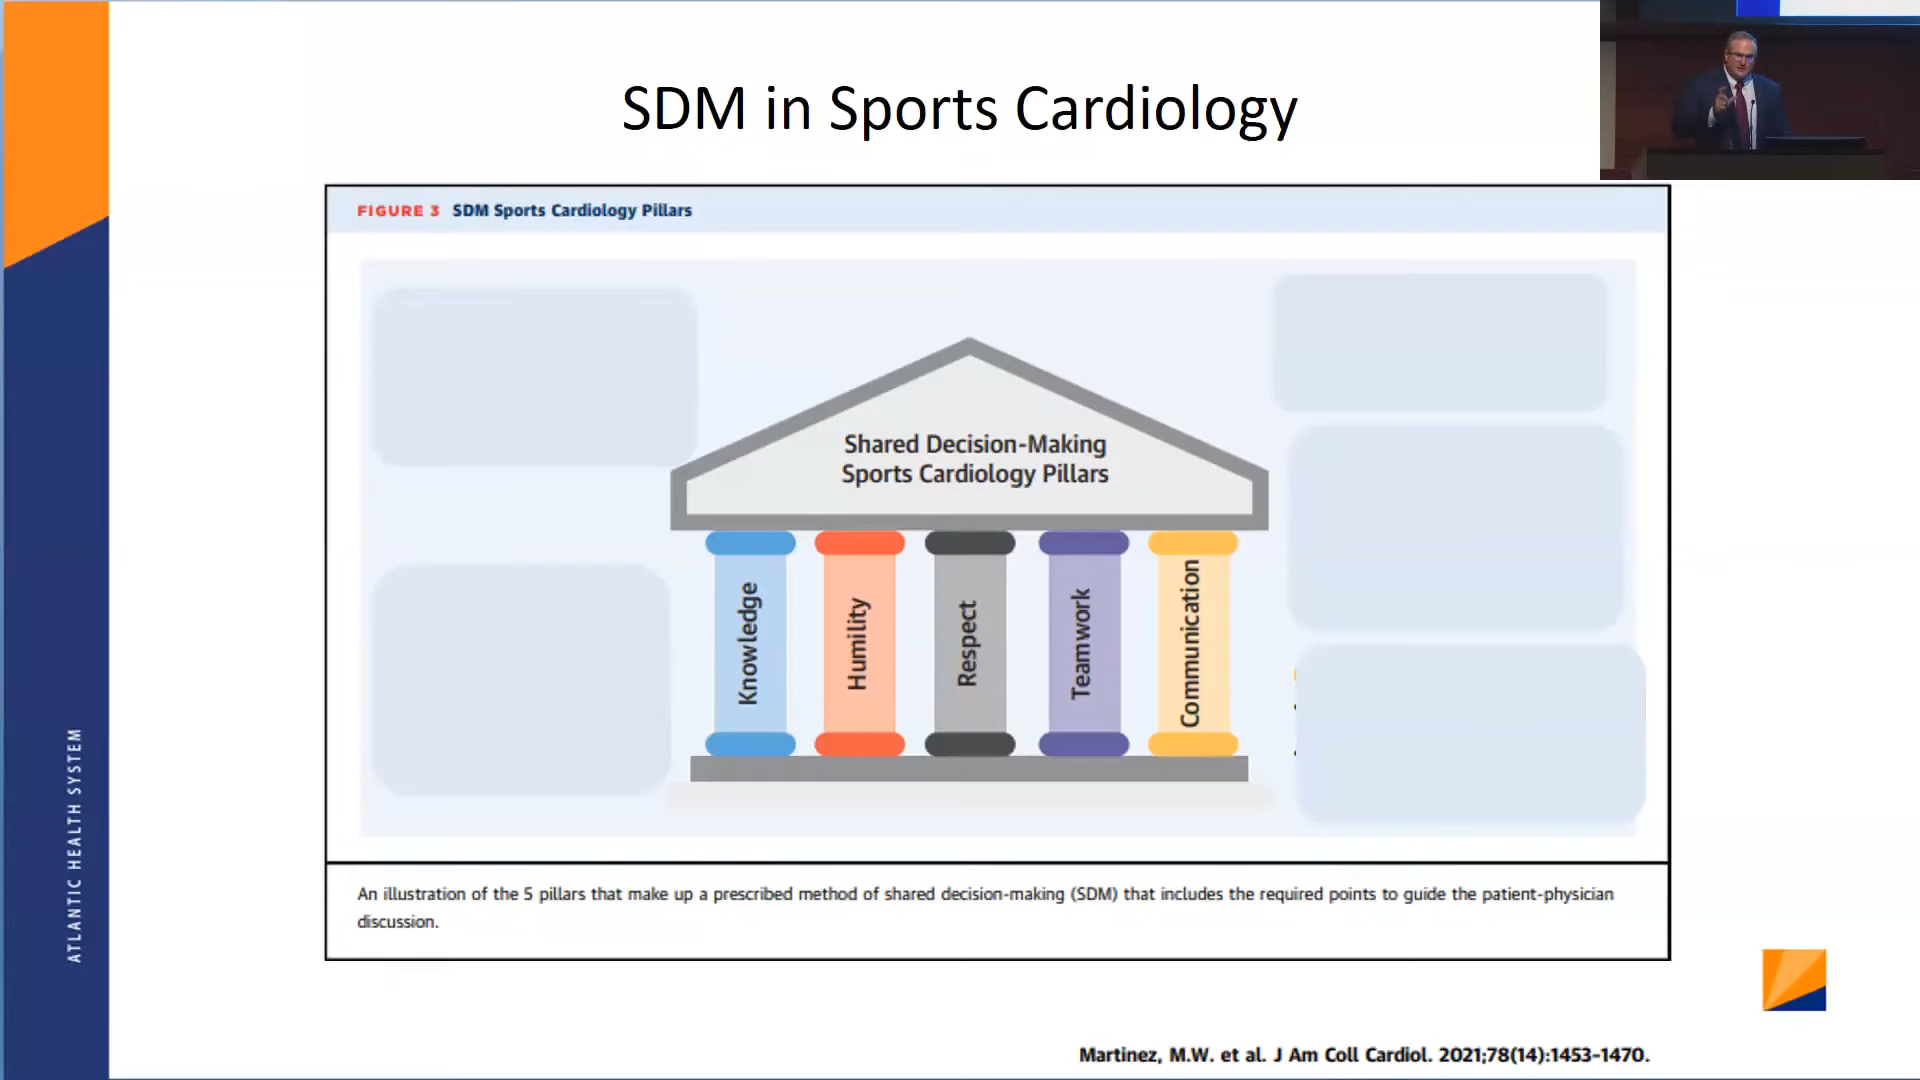 SDM in Sports Cardiology
FIGURE 3 SDM Sports Cardiology Pillars
Shared Decision-Making
Sports Cardiology Pillars
Knowledge
Humility
Respect
Teamwork
Communication
An illustration of the 5 pillars that make up a prescribed method of shared decision-making (SDM) that includes the required points to guide the patient-physician
discussion.
ATLANTIC HEALTH SYSTEM
Martinez, M.W. et al. J Am Coll Cardiol. 2021;78(14):1453-1470.